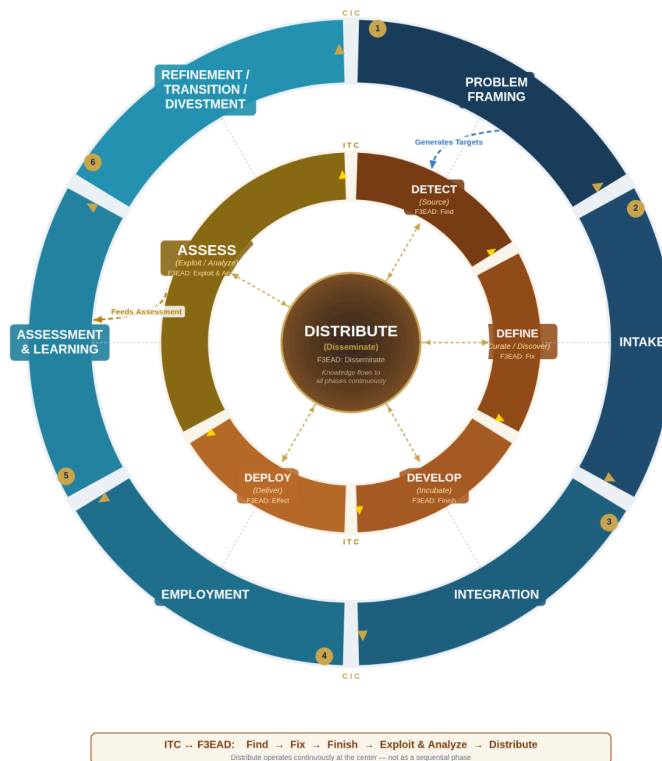 CIC
1
REFINEMENT /
TRANSITION /
DIVESTMENT
PROBLEM
FRAMING
Generates Targets
ITC
6
DETECT
(Source)
F3EAD: Find
2
ASSESS
(Exploit / Analyze)
F3EAD: Exploit &
Feeds Assessment
ASSESSMENT
& LEARNING
DISTRIBUTE
(Disseminate)
F3EAD: Disseminate
Knowledge flows to
all phases continuously
DEFINE
Curate / Discover)
F3EAD: Fix
INTAKE
5
DEPLOY
(Deliver)
F3EAD: Effect
DEVELOP
(Incubate)
F3EAD: Finish
3
ITC
EMPLOYMENT
INTEGRATION
4
CIC
ITC ↔ F3EAD: Find → Fix → Finish → Exploit & Analyze → Distribute
Distribute operates continuously at the center — not as a sequential phase